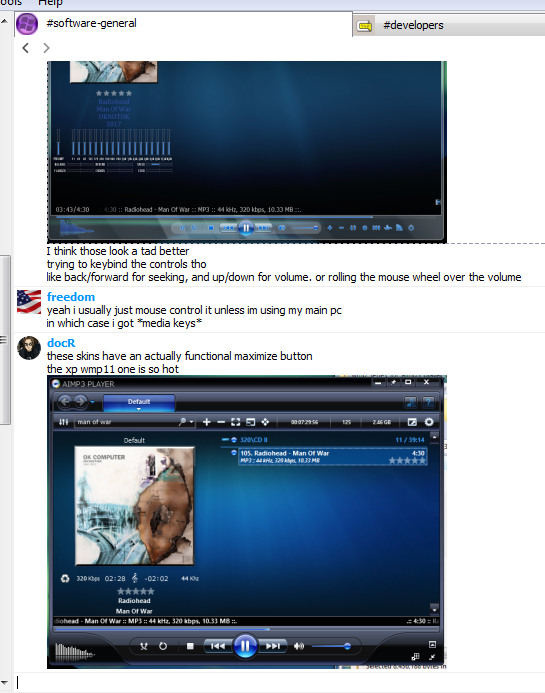 ools Help
#software-general
#developers
Radiohead
Man Of War
OKNOTOK
2017
03:43/4:30
4:30 :: Radiohead - Man Of War :: MP3 :: 44 kHz, 320 kbps, 10.33 MB ::.
I think those look a tad better
trying to keybind the controls tho
like back/forward for seeking, and up/down for volume. or rolling the mouse wheel over the volume
freedom
yeah i usually just mouse control it unless im using my main pc
in which case i got *media keys*
docR
these skins have an actually functional maximize button
the xp wmp11 one is so hot
AIMP3 PLAYER
Default
man of war
00:07:29:56
125
2.46 GB
Default
320\CD II
11 / 39:14
OK COMPUTER
RADIOHEAD
105. Radiohead - Man Of War
4:30
MP3 :: 44 kHz, 320 kbps, 10.33 MB
320 Kbps
02:28
-02:02
44 Khz
Radiohead
Man Of War
diohead - Man Of War :: MP3 :: 44 kHz, 320 kbps, 10.33 MB ::.
.:: 4:30 :: R